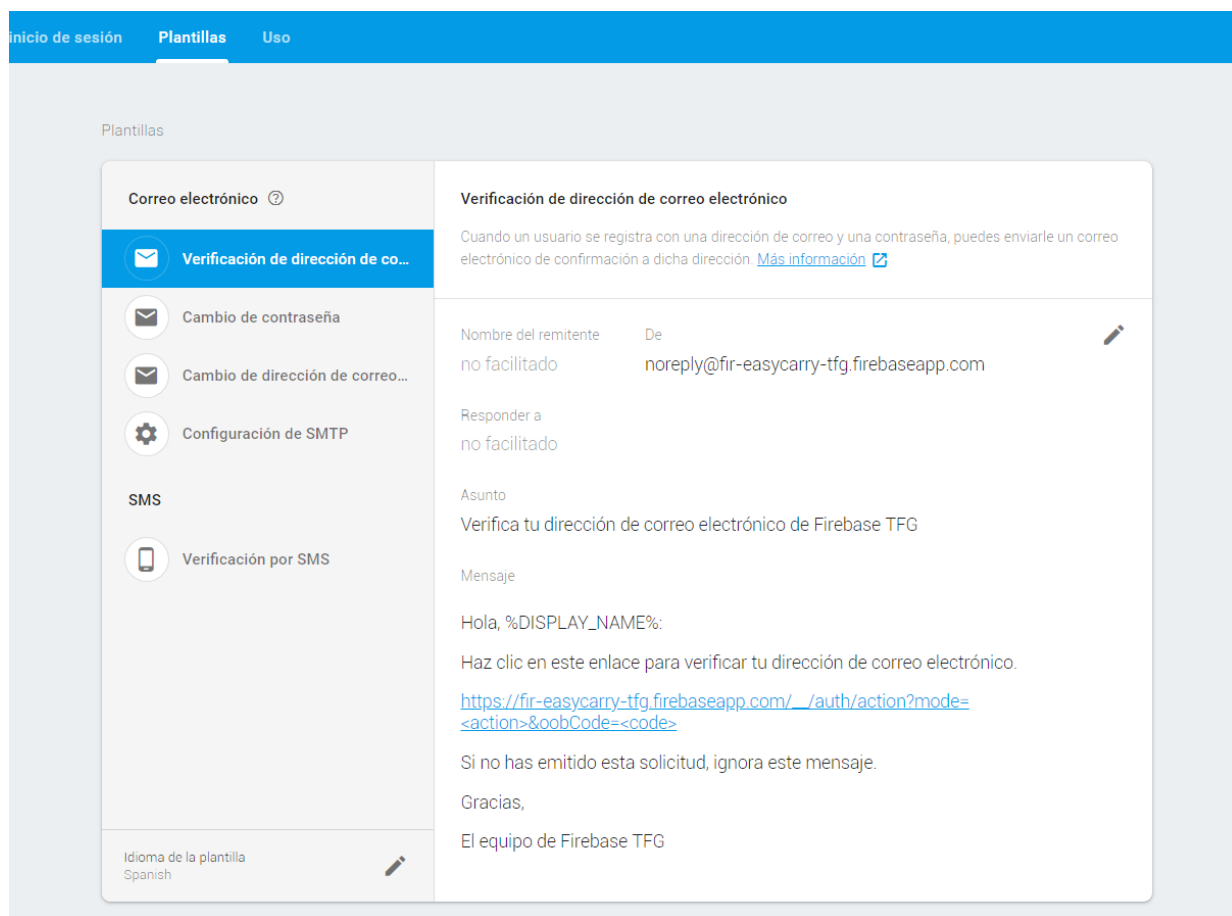 inicio de sesión Plantillas Uso
Plantillas
Correo electrónico
Verificación de dirección de co...
Cambio de contraseña
Cambio de dirección de correo...
Configuración de SMTP
SMS
Verificación por SMS
Idioma de la plantilla
Spanish
Verificación de dirección de correo electrónico
Cuando un usuario se registra con una dirección de correo y una contraseña, puedes enviarle un correo
electrónico de confirmación a dicha dirección. Más información
Nombre del remitente De
no facilitado noreply@fir-easycarry-tfg.firebaseapp.com
Responder a
no facilitado
Asunto
Verifica tu dirección de correo electrónico de Firebase TFG
Mensaje
Hola, %DISPLAY_NAME%:
Haz clic en este enlace para verificar tu dirección de correo electrónico.
https://fir-easycarry-tfg.firebaseapp.com/__/auth/action?mode=
<action>&oobCode=<code>
Si no has emitido esta solicitud, ignora este mensaje.
Gracias,
El equipo de Firebase TFG